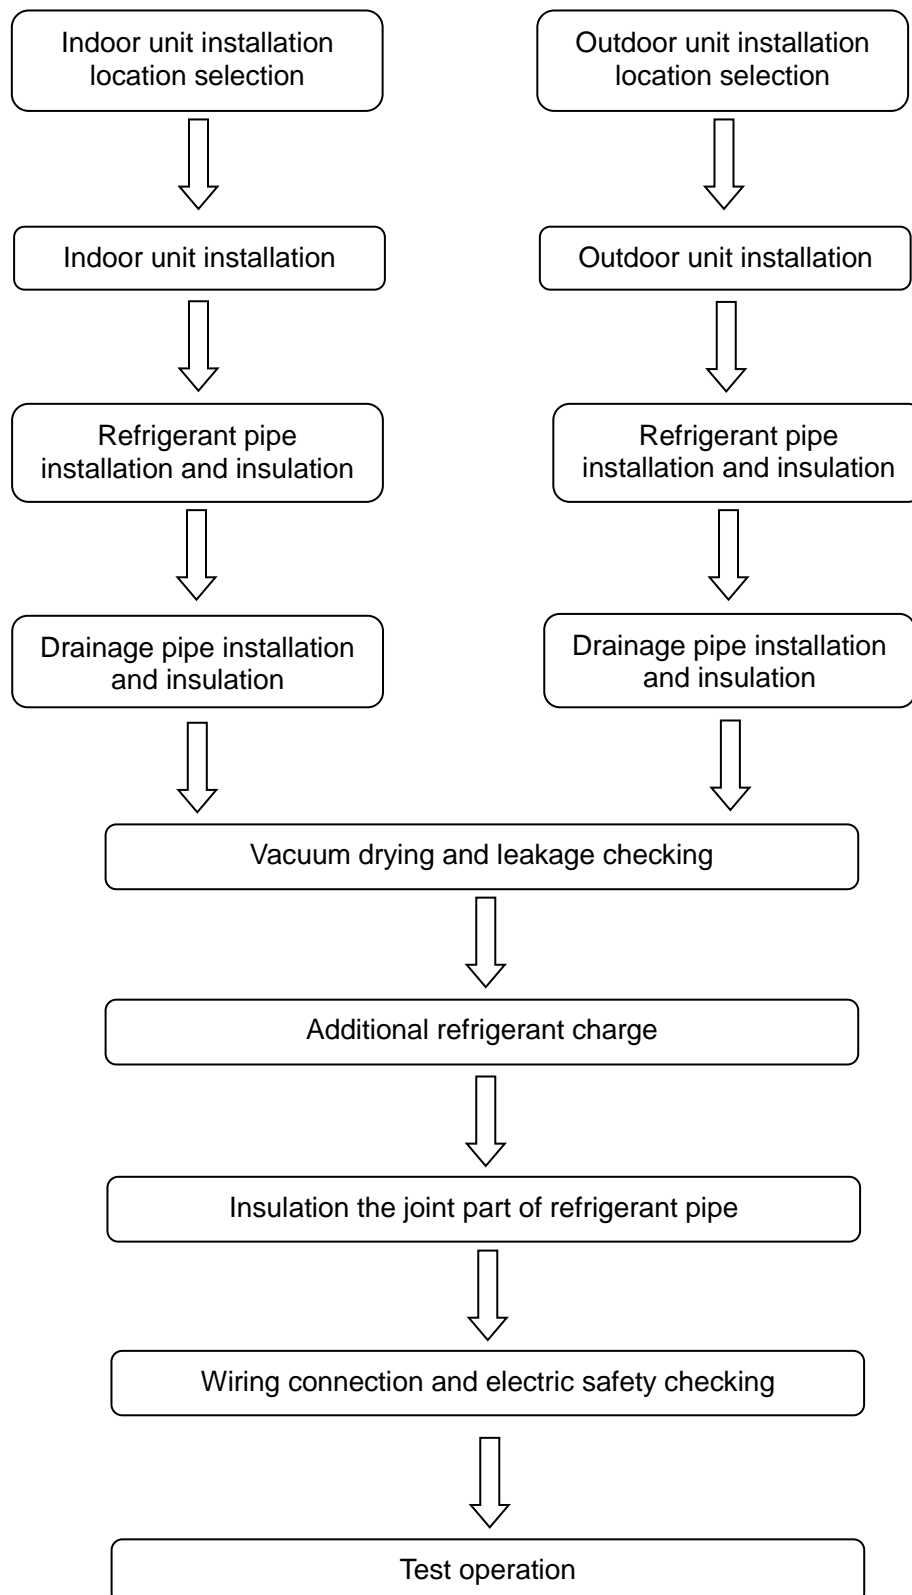 Indoor unit installation
location selection
Outdoor unit installation
location selection
Indoor unit installation
Outdoor unit installation
Refrigerant pipe
installation and insulation
Refrigerant pipe
installation and insulation
Drainage pipe installation
and insulation
Drainage pipe installation
and insulation
Vacuum drying and leakage checking
Additional refrigerant charge
Insulation the joint part of refrigerant pipe
Wiring connection and electric safety checking
Test operation